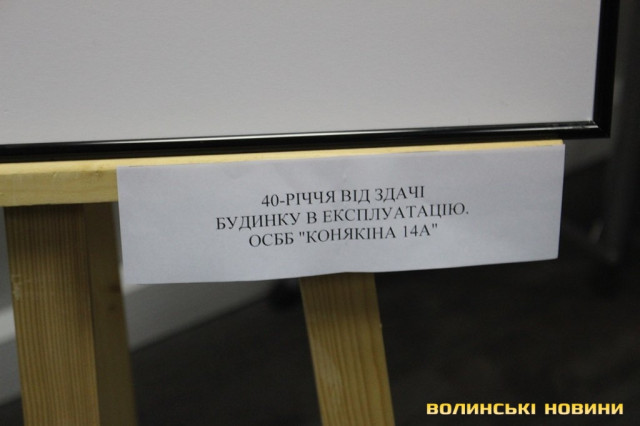 40-РІЧЧЯ ВІД ЗДАЧІ
БУДИНКУ В ЕКСПЛУАТАЦІЮ.
ОСББ "КОНЯКІНА 14А"
ВОЛИНСЬКІ НОВИНИ